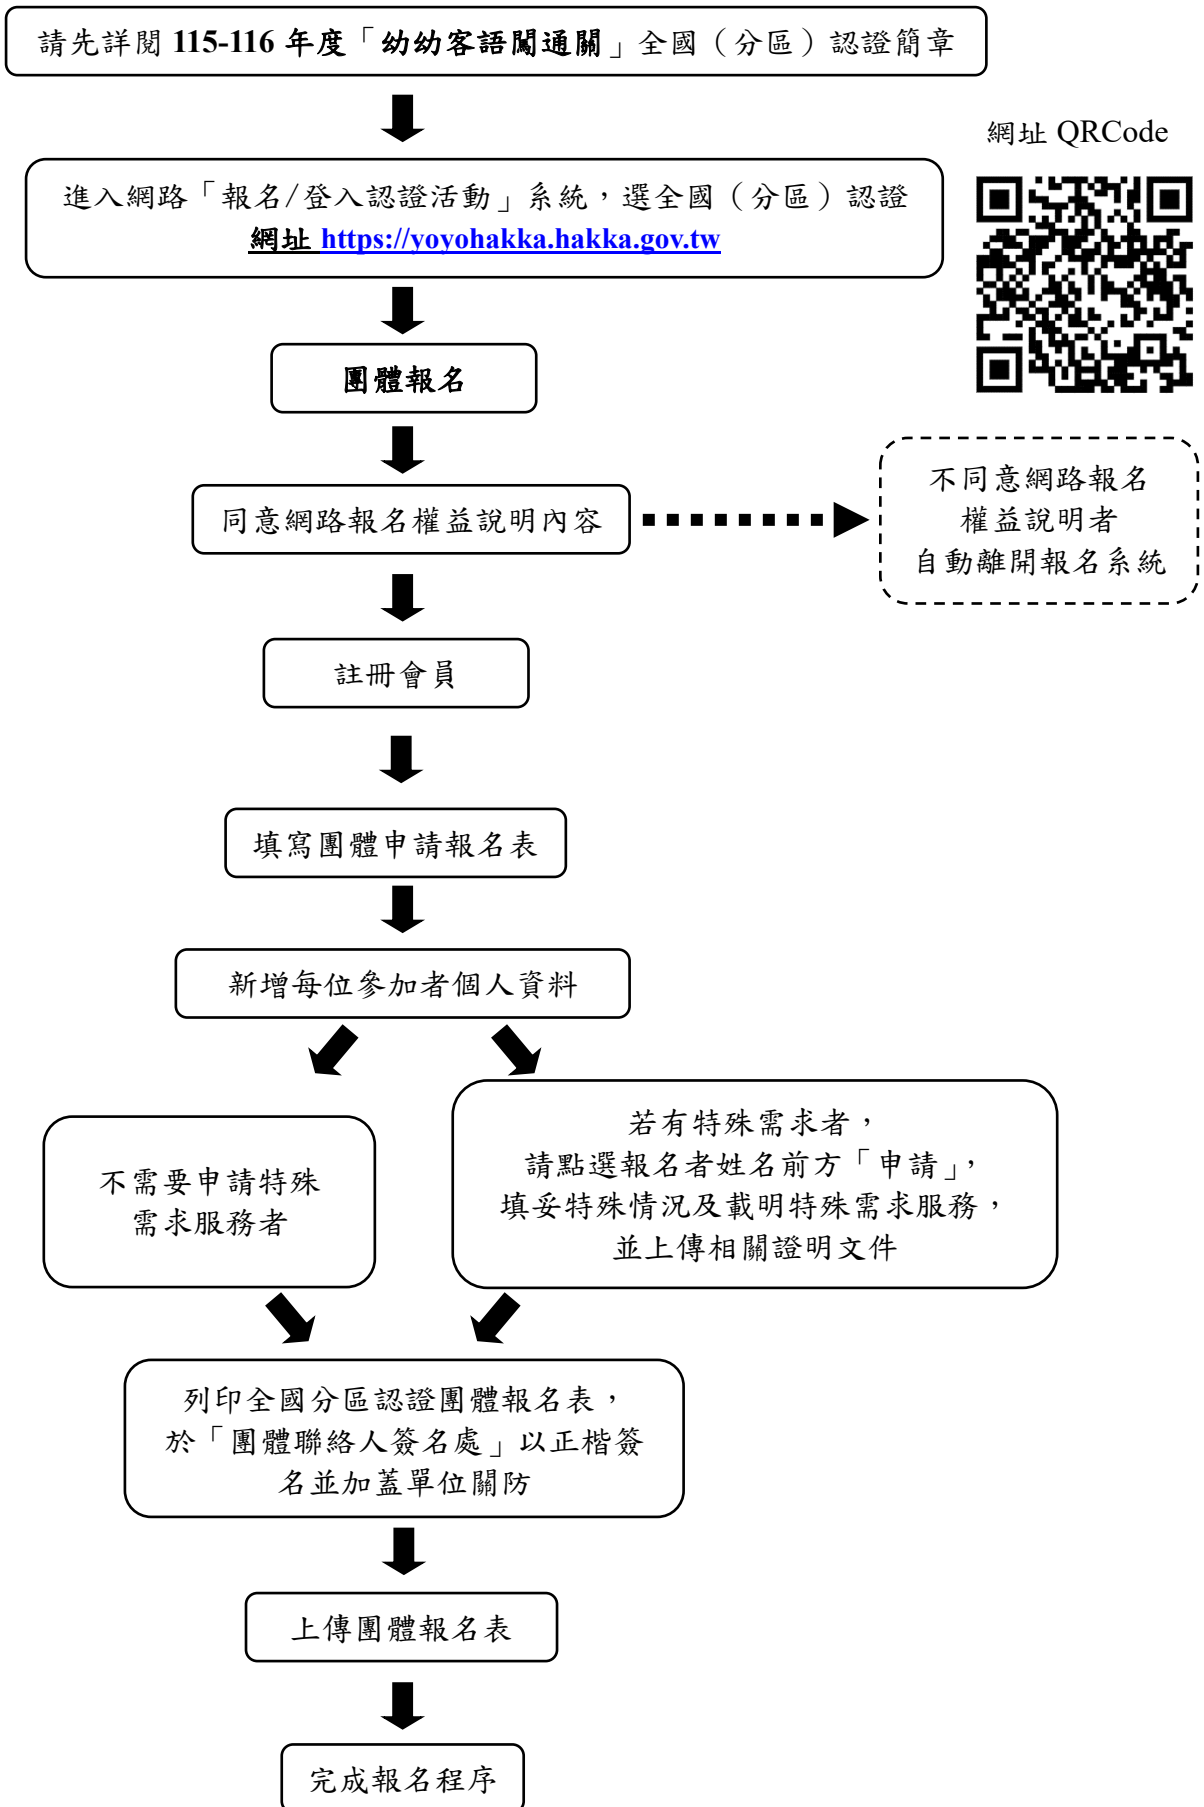 請先詳閱 115-116 年度「幼幼客語闖通關」全國（分區）認證簡章
網址 QRCode
進入網路「報名/登入認證活動」系統，選全國（分區）認證
網址 https://yoyohakka.hakka.gov.tw
團體報名
同意網路報名權益說明內容
不同意網路報名
權益說明者
自動離開報名系統
註冊會員
填寫團體申請報名表
新增每位參加者個人資料
不需要申請特殊
需求服務者
若有特殊需求者，
請點選報名者姓名前方「申請」，
填妥特殊情況及載明特殊需求服務，
並上傳相關證明文件
列印全國分區認證團體報名表，
於「團體聯絡人簽名處」以正楷簽
名並加蓋單位關防
上傳團體報名表
完成報名程序